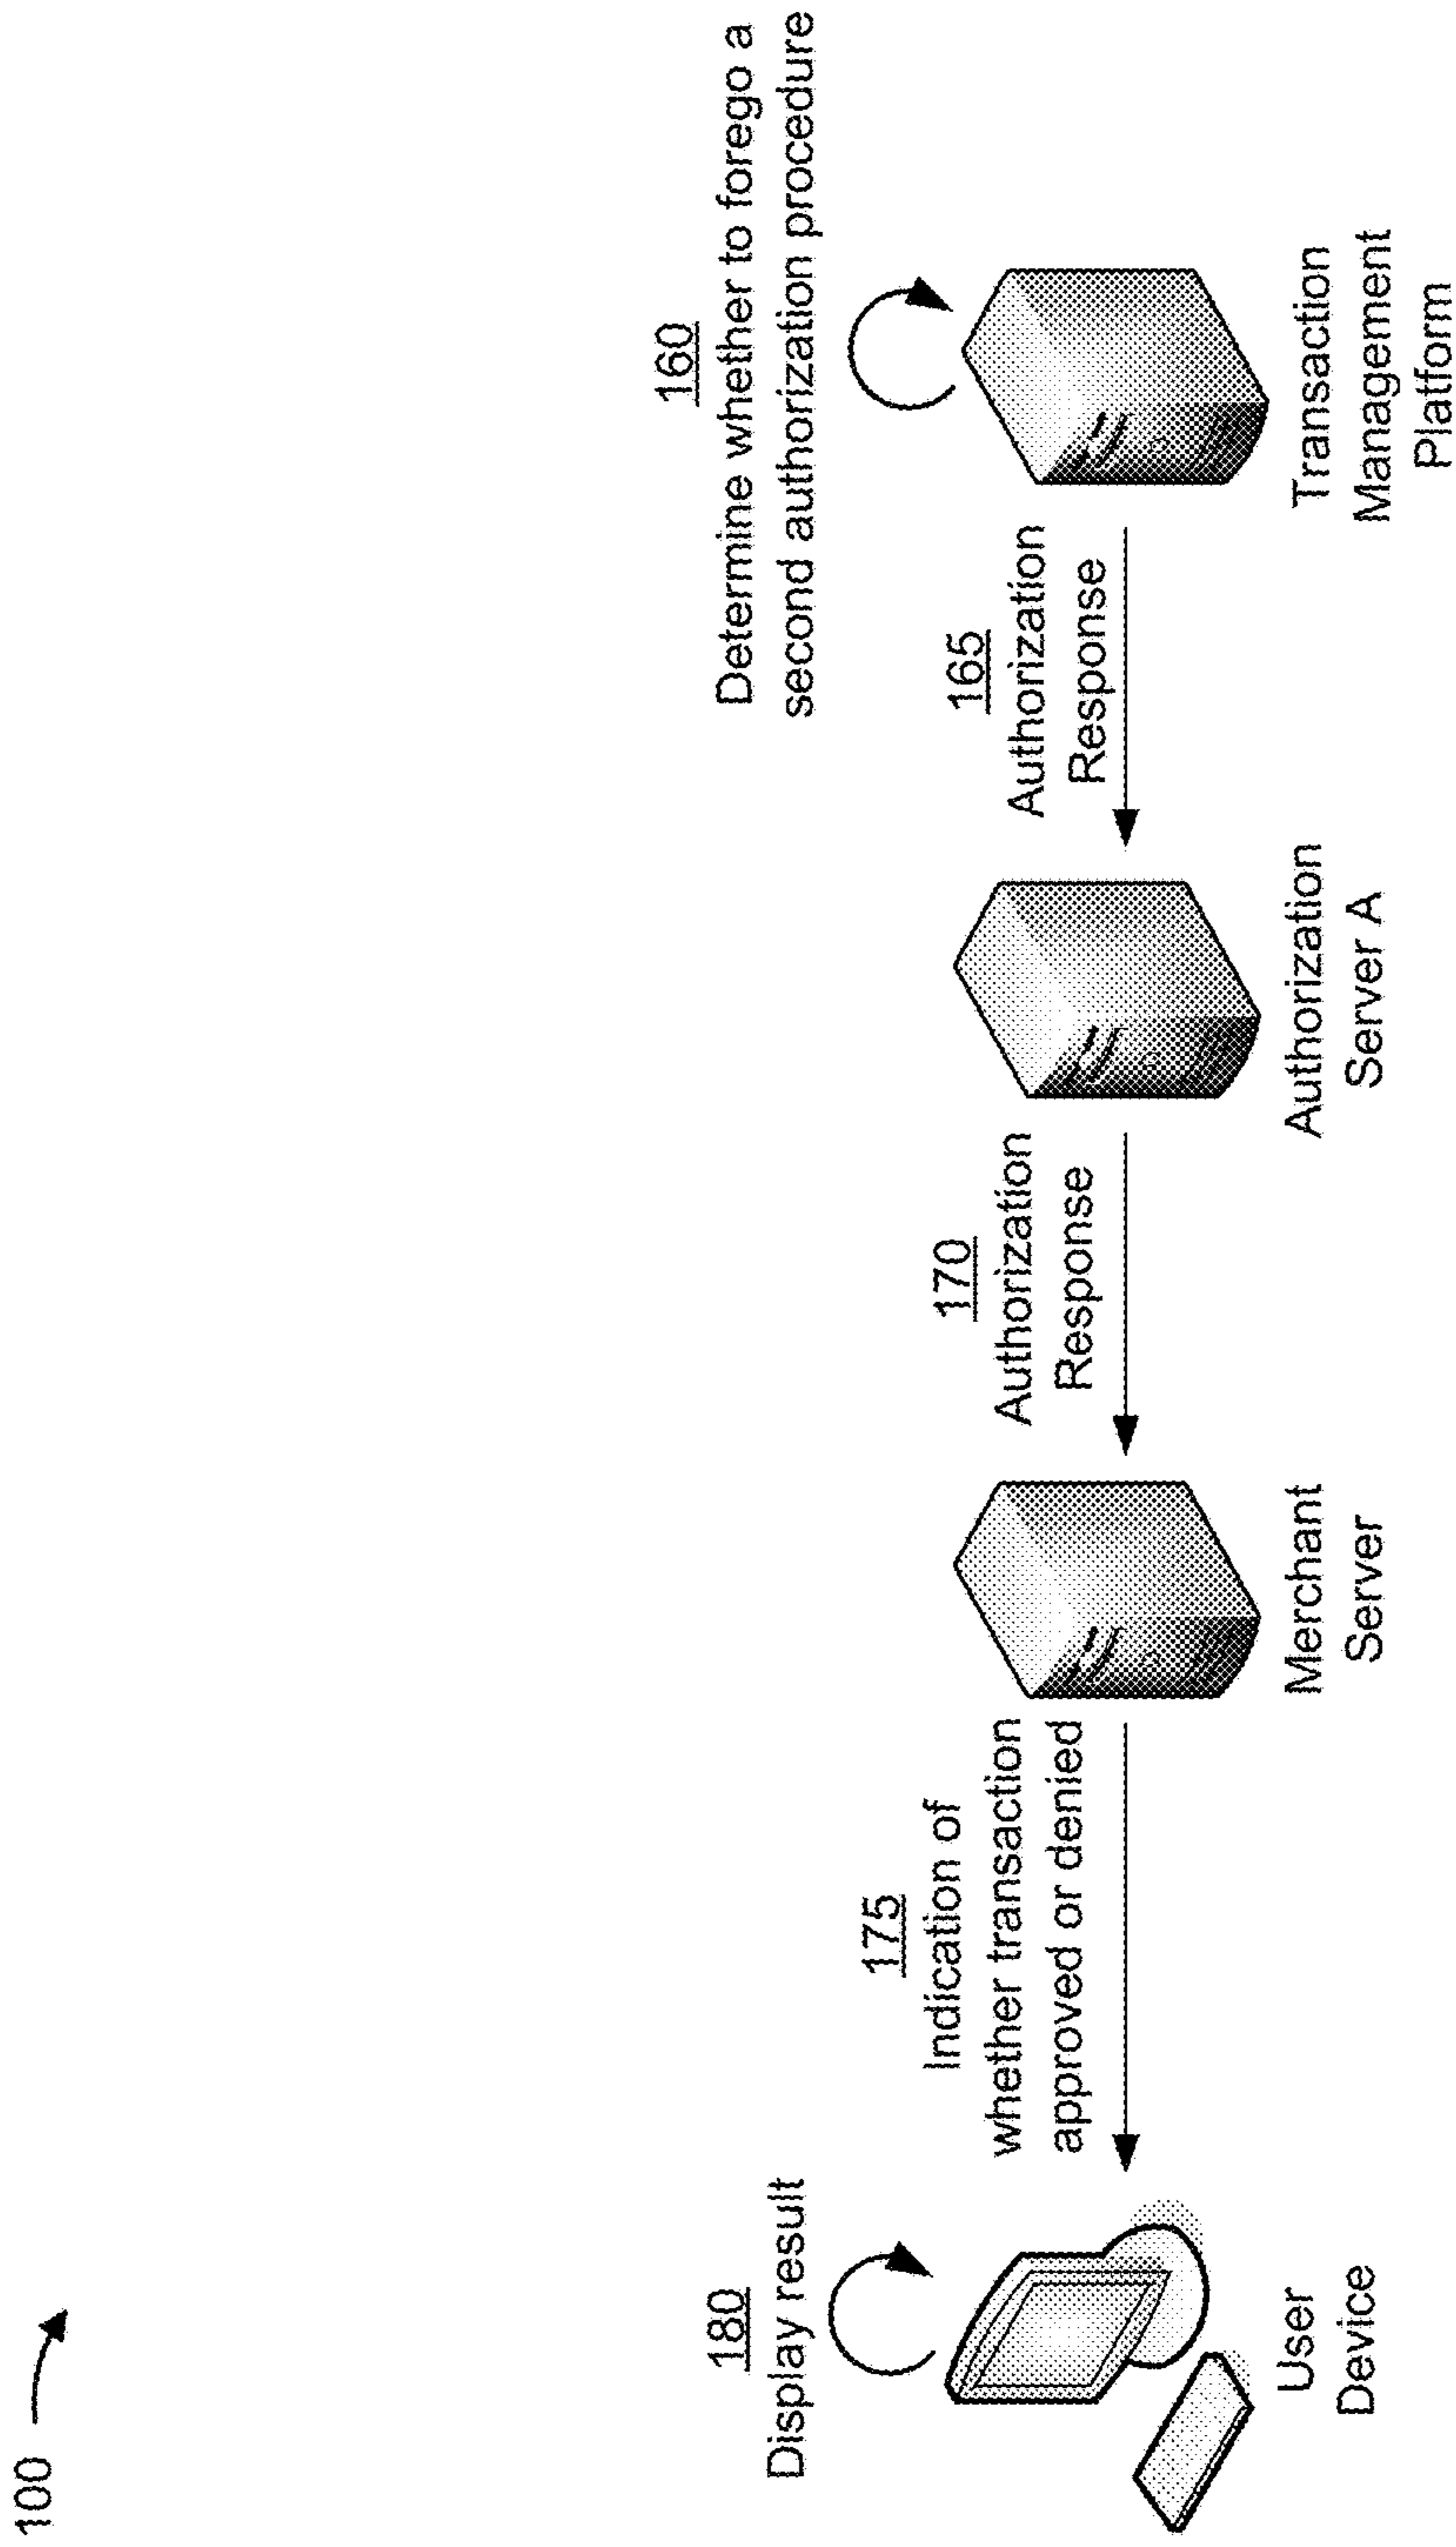 100
180
Display result
175
Indication of
whether transaction
approved or denied
170
Authorization
Response
165
Authorization
Response
160
Determine whether to forego a
second authorization procedure
User
Device
Merchant
Server
Authorization
Server A
Transaction
Management
Platform